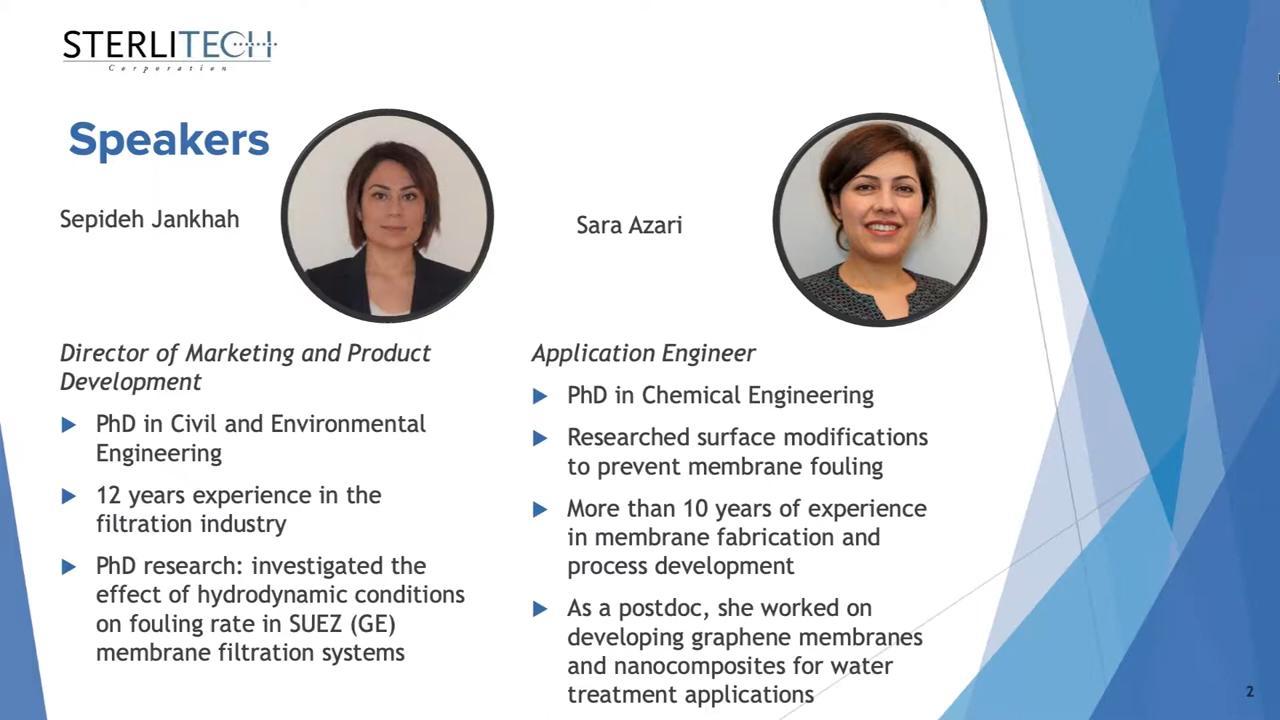 STERLITECH
Corporation
Speakers
Sepideh Jankhah
Director of Marketing and Product
Development
PhD in Civil and Environmental
Engineering
12 years experience in the
filtration industry
PhD research: investigated the
effect of hydrodynamic conditions
on fouling rate in SUEZ (GE)
membrane filtration systems
Sara Azari
Application Engineer
PhD in Chemical Engineering
Researched surface modifications
to prevent membrane fouling
More than 10 years of experience
in membrane fabrication and
process development
As a postdoc, she worked on
developing graphene membranes
and nanocomposites for water
treatment applications
2